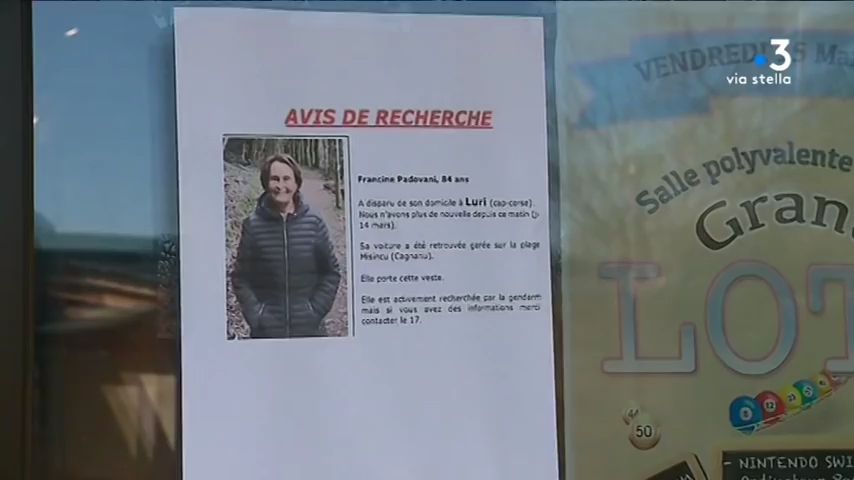 3
via stella
AVIS DE RECHERCHE
Francine Padovani, 84 ans
A disparu de son domicile à Luri (cap-corse).
Nous n'avons plus de nouvelle depuis ce matin
14 mars).
Sa voiture a été retrouvée garée sur la plage
Misincu (Cagnanu).
Elle porte cette veste.
Elle est activement recherchée par la gendarm
mais si vous avez des informations merci
contacter le 17.
VENDREDI
Salle polyvalente
Gran
LOT
50
- NINTENDO SWI